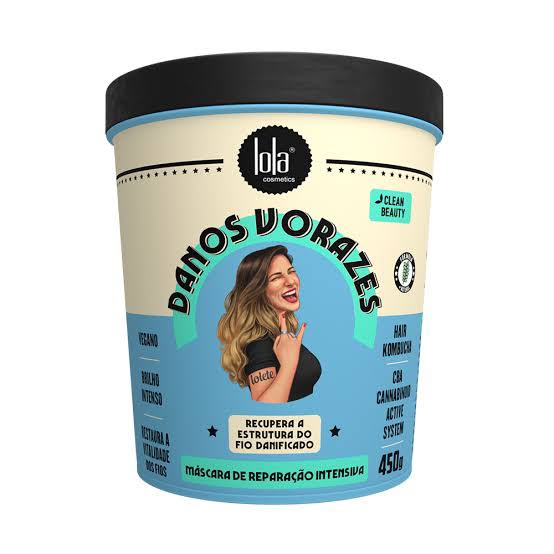 lola®
cosmetics
CLEAN
BEAUTY
DANOS VORAZES
VEGANO
BRILHO
INTENSO
RESTAURA A
VITALIDADE
DOS FIOS
lolete
HAIR
KOMBUCHA
CBA
CANNABINOID
ACTIVE
SYSTEM
RECUPERA A
ESTRUTURA DO
FIO DANIFICADO
MÁSCARA DE REPARAÇÃO INTENSIVA
450g